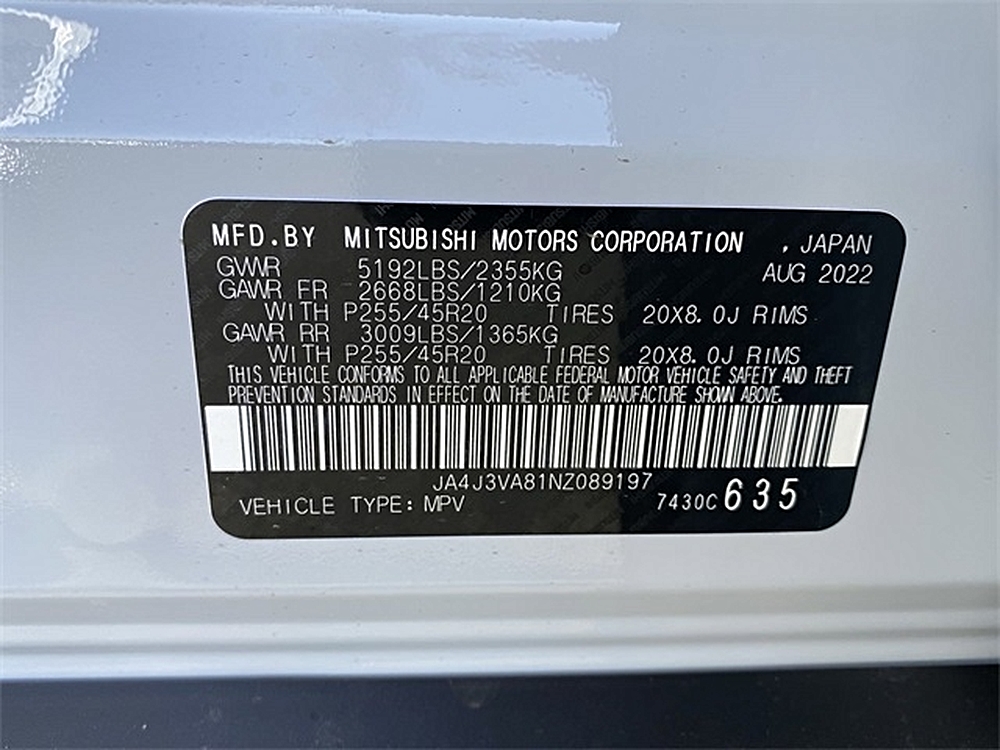 MFD.BY MITSUBISHI MOTORS CORPORATION , JAPAN
GVWR 5192LBS/2355KG AUG 2022
GAWR FR 2668LBS/1210KG
WITH P255/45R20 TIRES 20X8.0J RIMS
GAWR RR 3009LBS/1365KG
WITH P255/45R20 TIRES 20X8.0J RIMS
THIS VEHICLE CONFORMS TO ALL APPLICABLE FEDERAL MOTOR VEHICLE SAFETY AND THEFT
PREVENTION STANDARDS IN EFFECT ON THE DATE OF MANUFACTURE SHOWN ABOVE.
JA4J3VA81NZ089197
VEHICLE TYPE: MPV 7430C 635